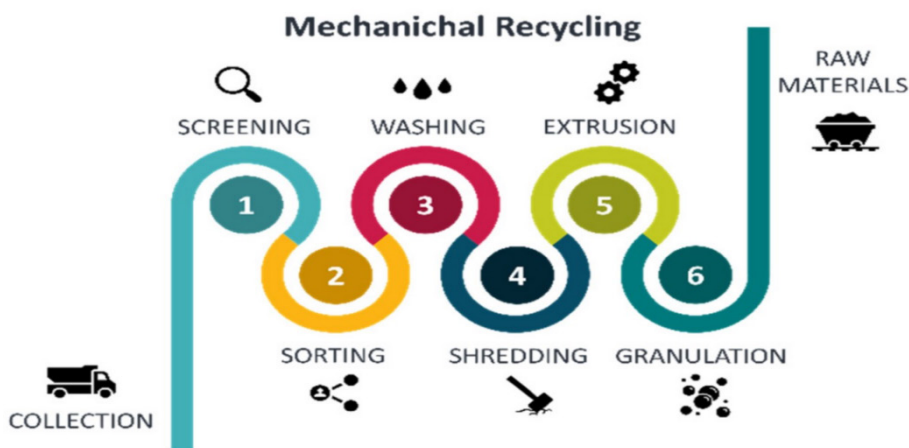 Mechanichal Recycling
RAW
MATERIALS
SCREENING
WASHING
EXTRUSION
1
2
3
4
5
6
SORTING
SHREDDING
GRANULATION
COLLECTION